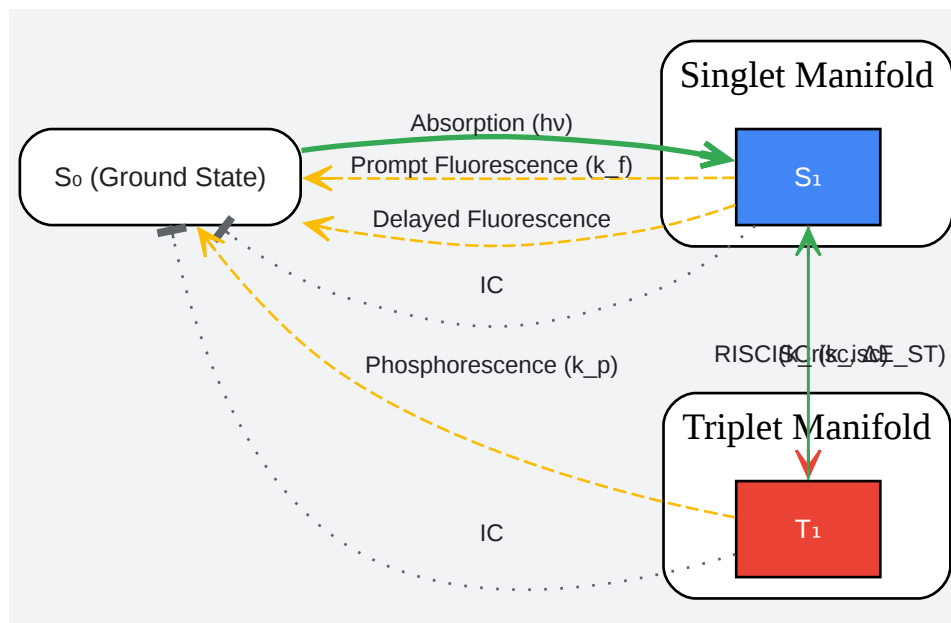 Singlet Manifold
Absorption (hν)
S₀ (Ground State)
Prompt Fluorescence (k_f)
S₁
Delayed Fluorescence
IC
Phosphorescence (k_p)
Triplet Manifold
IC
T₁